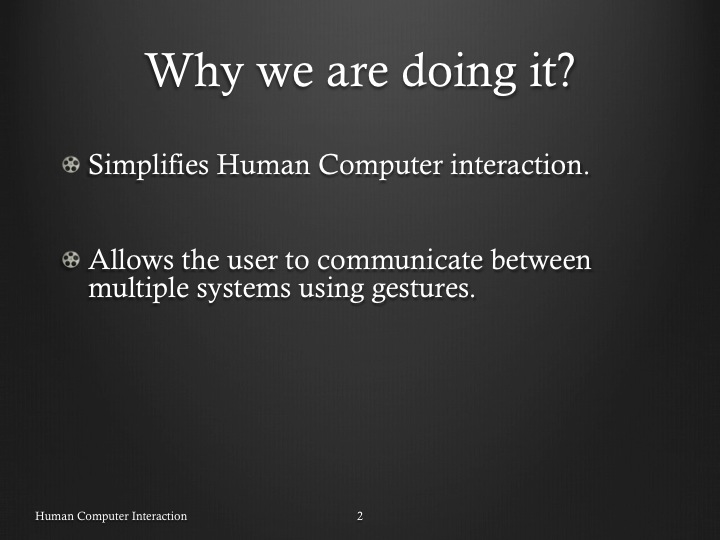 Why we are doing it?
Simplifies Human Computer interaction.
Allows the user to communicate between
multiple systems using gestures.
Human Computer Interaction
2